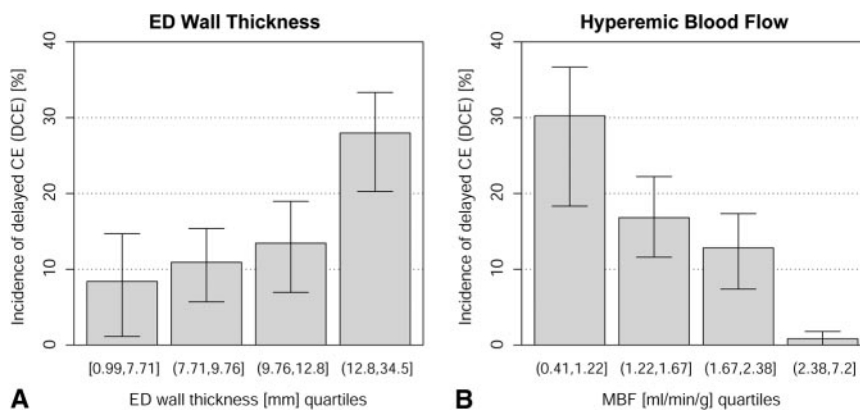 ED Wall Thickness
Incidence of delayed CE (DCE) [%]
40
30
20
10
0
[0.99,7.71] (7.71,9.76] (9.76,12.8] (12.8,34.5]
A ED wall thickness [mm] quartiles
Hyperemic Blood Flow
Incidence of delayed CE (DCE) [%]
40
30
20
10
0
(0.41,1.22] (1.22,1.67] (1.67,2.38] (2.38,7.2]
B MBF [ml/min/g] quartiles